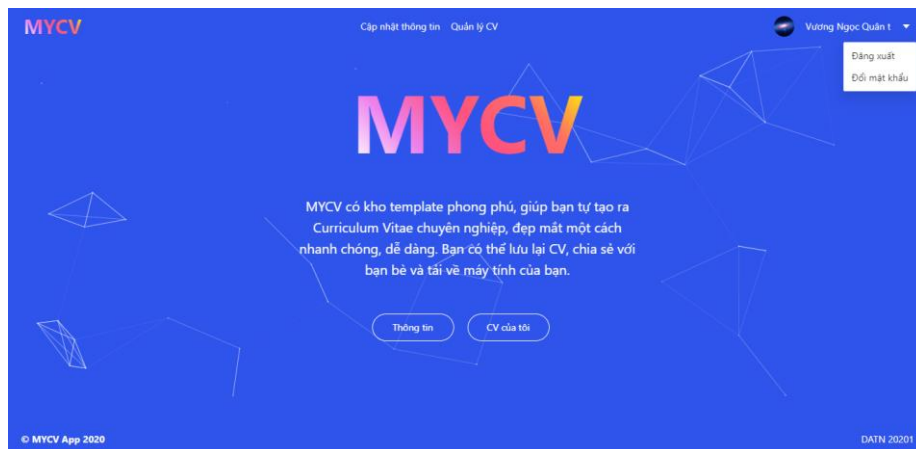 MYCV
Cập nhật thông tin Quản lý CV
Vương Ngọc Quân t
Đăng xuất
Đổi mật khẩu
MYCV
MYCV có kho template phong phú, giúp bạn tự tạo ra
Curriculum Vitae chuyên nghiệp, đẹp mắt một cách
nhanh chóng, dễ dàng. Bạn có thể lưu lại CV, chia sẻ với
bạn bè và tải về máy tính của bạn.
Thông tin
CV của tôi
© MYCV App 2020
DATN 20201